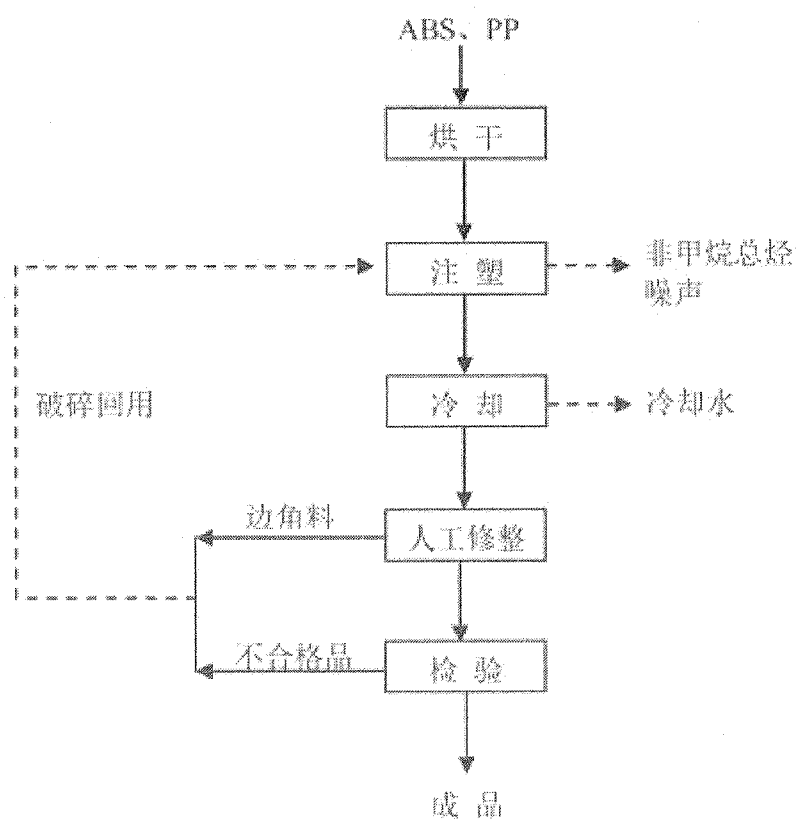 ABS、PP
烘 干
注 塑
非甲烷总烃
噪声
破碎回用
冷 却
冷却水
边角料
人工修整
不合格品
检 验
成 品